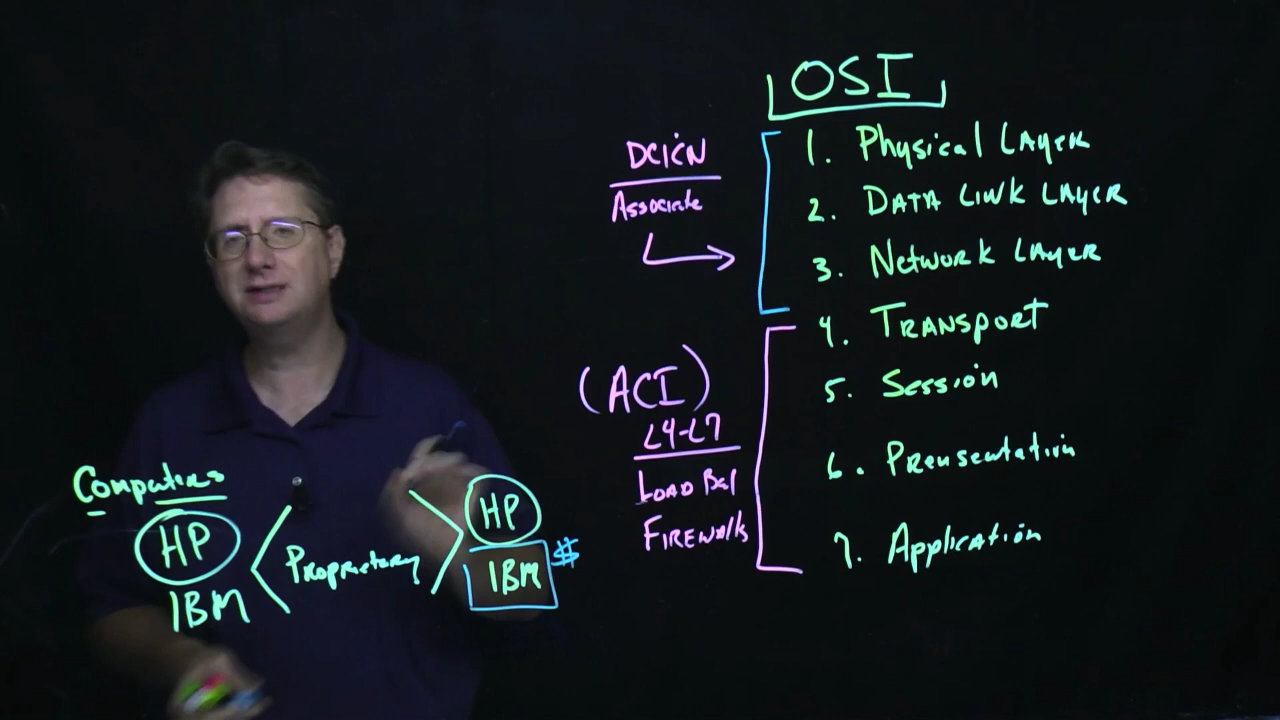 OSI
1. Physical LAyer
2. DATA LINK LAYER
3. Network LAyer
4. TRANSPORT
5. Session
6. Prensentation
7. Application
DCICN
Associate
(ACI)
L4-L7
LOAD Bal
FIREWalls
Computers
HP
IBM
Proprietary
HP
IBM $